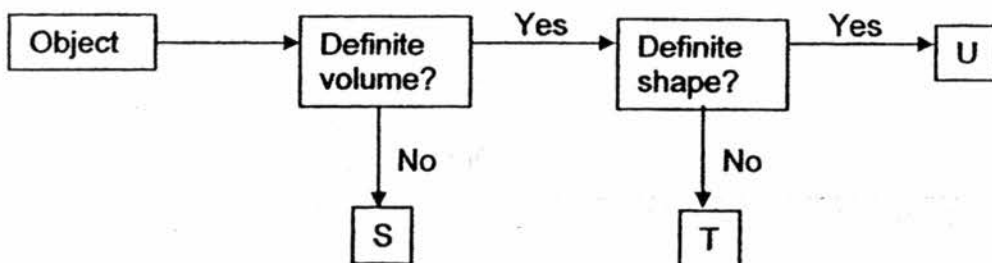 Object
Definite
volume?
Yes
Definite
shape?
Yes
U
No
No
S
T